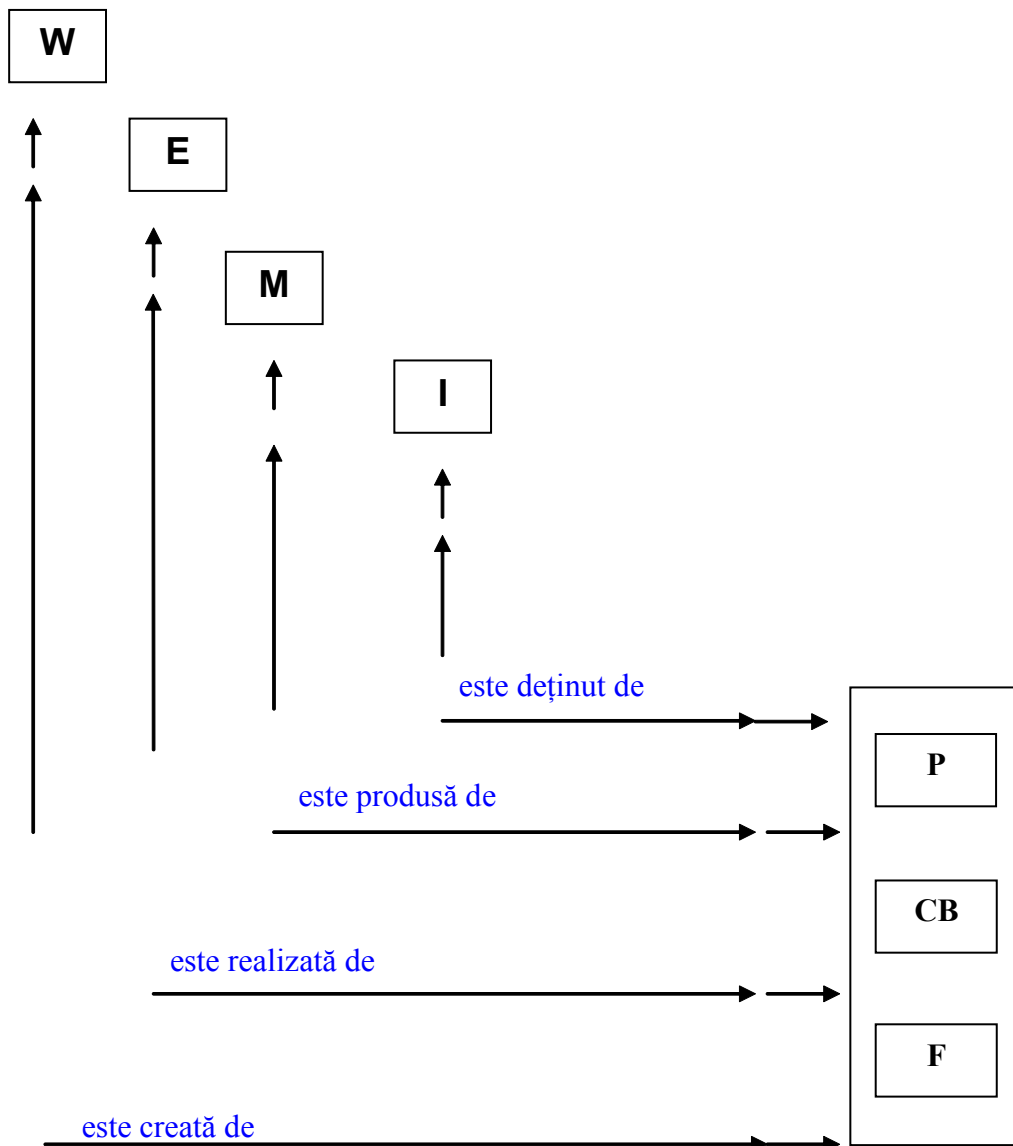 W
E
M
I
este deținut de
P
este produsă de
CB
este realizată de
F
este creată de